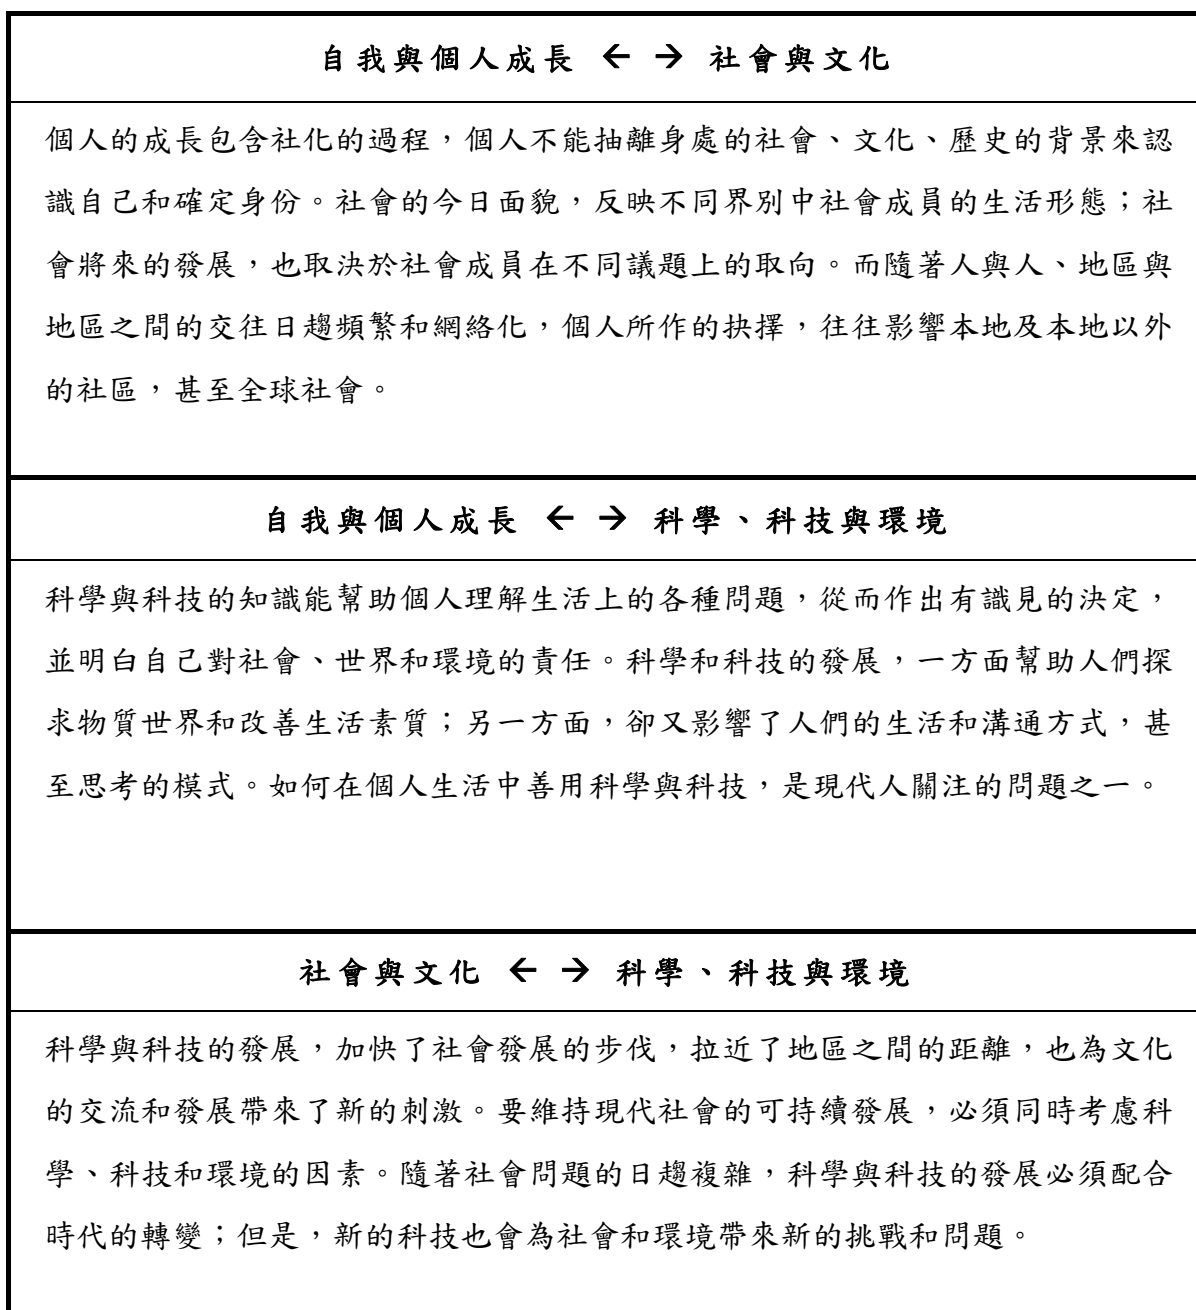 自我與個人成長 ← → 社會與文化
個人的成長包含社化的過程，個人不能抽離身處的社會、文化、歷史的背景來認
識自己和確定身份。社會的今日面貌，反映不同界別中社會成員的生活形態；社
會將來的發展，也取決於社會成員在不同議題上的取向。而隨著人與人、地區與
地區之間的交往日趨頻繁和網絡化，個人所作的抉擇，往往影響本地及本地以外
的社區，甚至全球社會。
自我與個人成長 ← → 科學、科技與環境
科學與科技的知識能幫助個人理解生活上的各種問題，從而作出有識見的決定，
並明白自己對社會、世界和環境的責任。科學和科技的發展，一方面幫助人們探
求物質世界和改善生活素質；另一方面，卻又影響了人們的生活和溝通方式，甚
至思考的模式。如何在個人生活中善用科學與科技，是現代人關注的問題之一。
社會與文化 ← → 科學、科技與環境
科學與科技的發展，加快了社會發展的步伐，拉近了地區之間的距離，也為文化
的交流和發展帶來了新的刺激。要維持現代社會的可持續發展，必須同時考慮科
學、科技和環境的因素。隨著社會問題的日趨複雜，科學與科技的發展必須配合
時代的轉變；但是，新的科技也會為社會和環境帶來新的挑戰和問題。